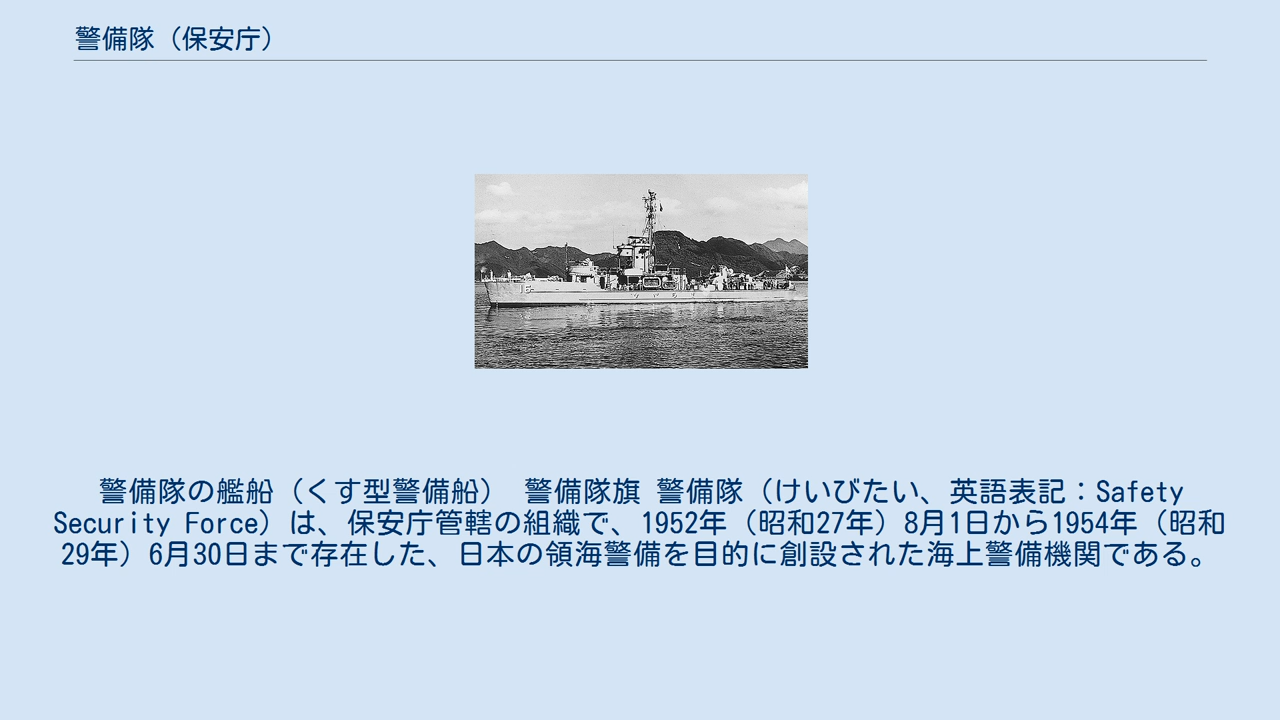 警備隊（保安庁）
警備隊の艦船（くす型警備船） 警備隊旗 警備隊（けいびたい、英語表記：Safety
Security Force）は、保安庁管轄の組織で、1952年（昭和27年）8月1日から1954年（昭和
29年）6月30日まで存在した、日本の領海警備を目的に創設された海上警備機関である。